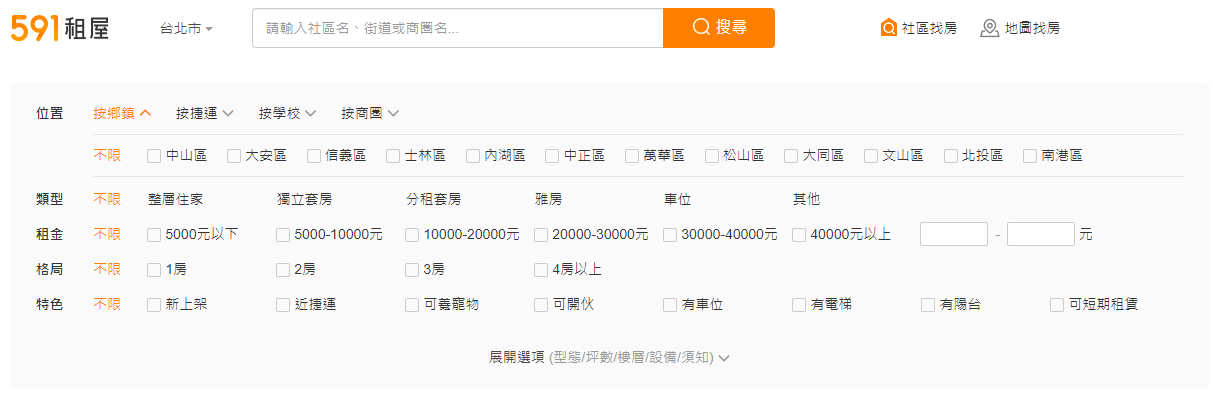 591租屋 台北市 請輸入社區名、街道或商圈名... 搜尋 社區找房 地圖找房
位置 按鄉鎮 按捷運 按學校 按商圈
不限 中山區 大安區 信義區 士林區 內湖區 中正區 萬華區 松山區 大同區 文山區 北投區 南港區
類型 不限 整層住家 獨立套房 分租套房 雅房 車位 其他
租金 不限 5000元以下 5000-10000元 10000-20000元 20000-30000元 30000-40000元 40000元以上 - 元
格局 不限 1房 2房 3房 4房以上
特色 不限 新上架 近捷運 可養寵物 可開伙 有車位 有電梯 有陽台 可短期租賃
展開選項 (型態/坪數/樓層/設備/須知)